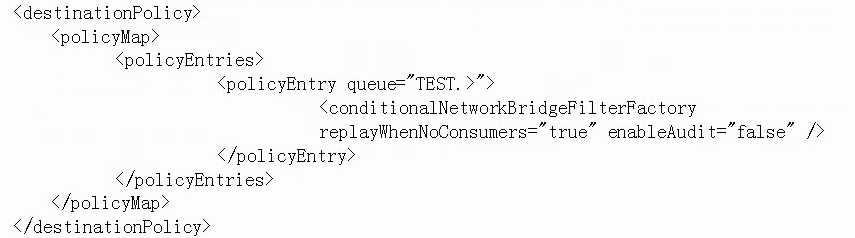 <destinationPolicy>
<policyMap>
<policyEntries>
<policyEntry queue="TEST.>">
<conditionalNetworkBridgeFilterFactory
replayWhenNoConsumers="true" enableAudit="false" />
</policyEntry>
</policyEntries>
</policyMap>
</destinationPolicy>